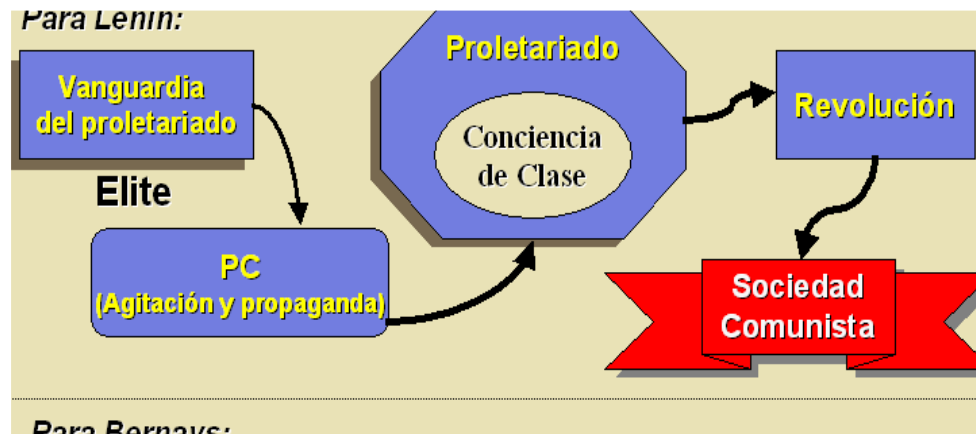 Para Lenin:
Vanguardia
del proletariado
Elite
PC
(Agitación y propaganda)
Proletariado
Conciencia
de Clase
Revolución
Sociedad
Comunista
Para Bernays: